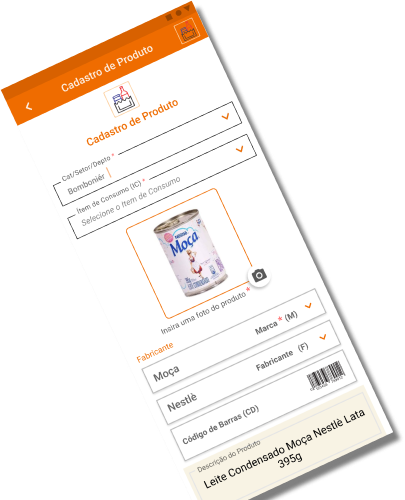 Cadastro de Produto
Cadastro de Produto
Cat/Setor/Depto *
Bomboniér
Item de Consumo (IC) *
Selecione o Item de Consumo
Nestlé
Moça
Insira uma foto do produto *
Fabricante
Moça Marca * (M)
Nestlè Fabricante (F)
Código de Barras (CD)
Descrição do Produto
Leite Condensado Moça Nestlè Lata
395g